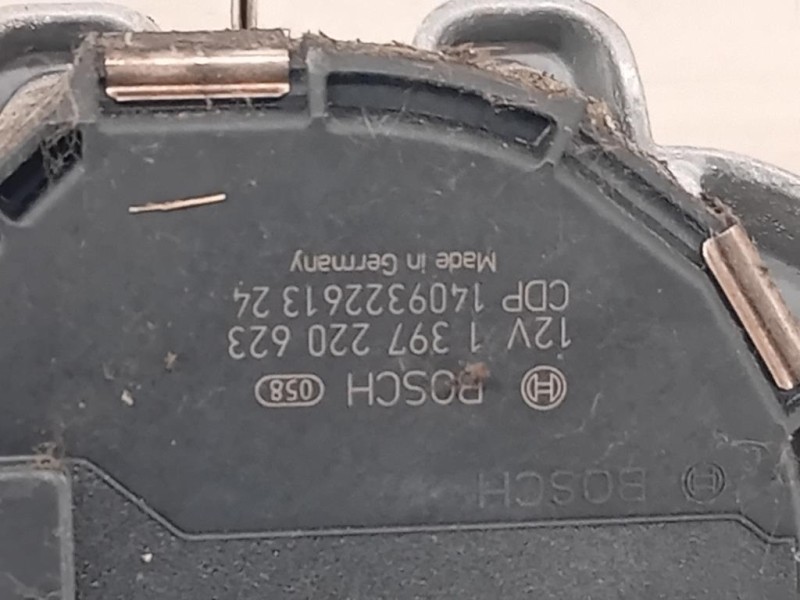 BOSCH
BOSCH 058
12V 1 397 220 623
CDP 140932261324
Made in Germany